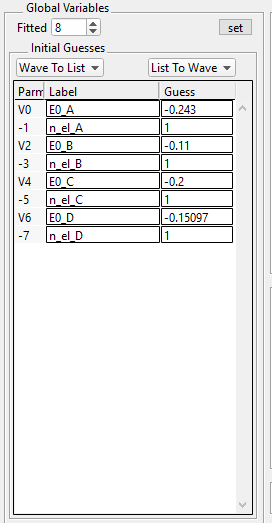 Global Variables
Fitted 8 set
Initial Guesses
Wave To List List To Wave
Parm Label Guess
V0 E0_A -0.243
-1 n_el_A 1
V2 E0_B -0.11
-3 n_el_B 1
V4 E0_C -0.2
-5 n_el_C 1
V6 E0_D -0.15097
-7 n_el_D 1